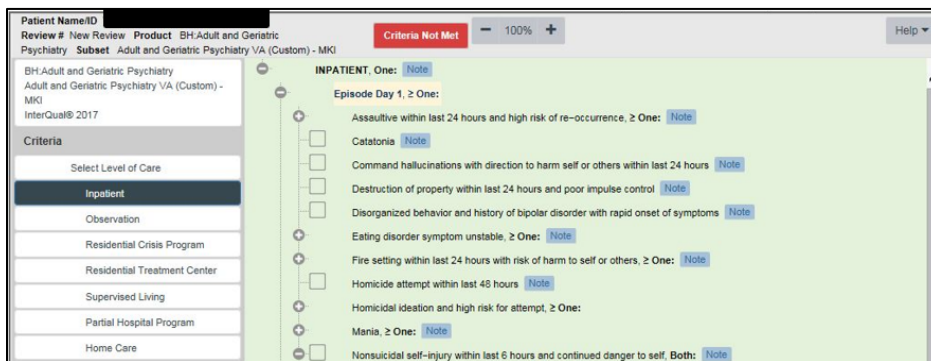 Patient Name/ID
Review # New Review Product BH:Adult and Geriatric
Psychiatry Subset Adult and Geriatric Psychiatry VA (Custom) - MKI
Criteria Not Met
− 100% +
Help
BH:Adult and Geriatric Psychiatry
Adult and Geriatric Psychiatry VA (Custom) -
MKI
InterQual® 2017
Criteria
Select Level of Care
Inpatient
Observation
Residential Crisis Program
Residential Treatment Center
Supervised Living
Partial Hospital Program
Home Care
INPATIENT, One: Note
Episode Day 1, ≥ One:
Assaultive within last 24 hours and high risk of re-occurrence, ≥ One: Note
Catatonia Note
Command hallucinations with direction to harm self or others within last 24 hours Note
Destruction of property within last 24 hours and poor impulse control Note
Disorganized behavior and history of bipolar disorder with rapid onset of symptoms Note
Eating disorder symptom unstable, ≥ One: Note
Fire setting within last 24 hours with risk of harm to self or others, ≥ One: Note
Homicide attempt within last 48 hours Note
Homicidal ideation and high risk for attempt, ≥ One:
Mania, ≥ One: Note
Nonsuicidal self-injury within last 6 hours and continued danger to self, Both: Note